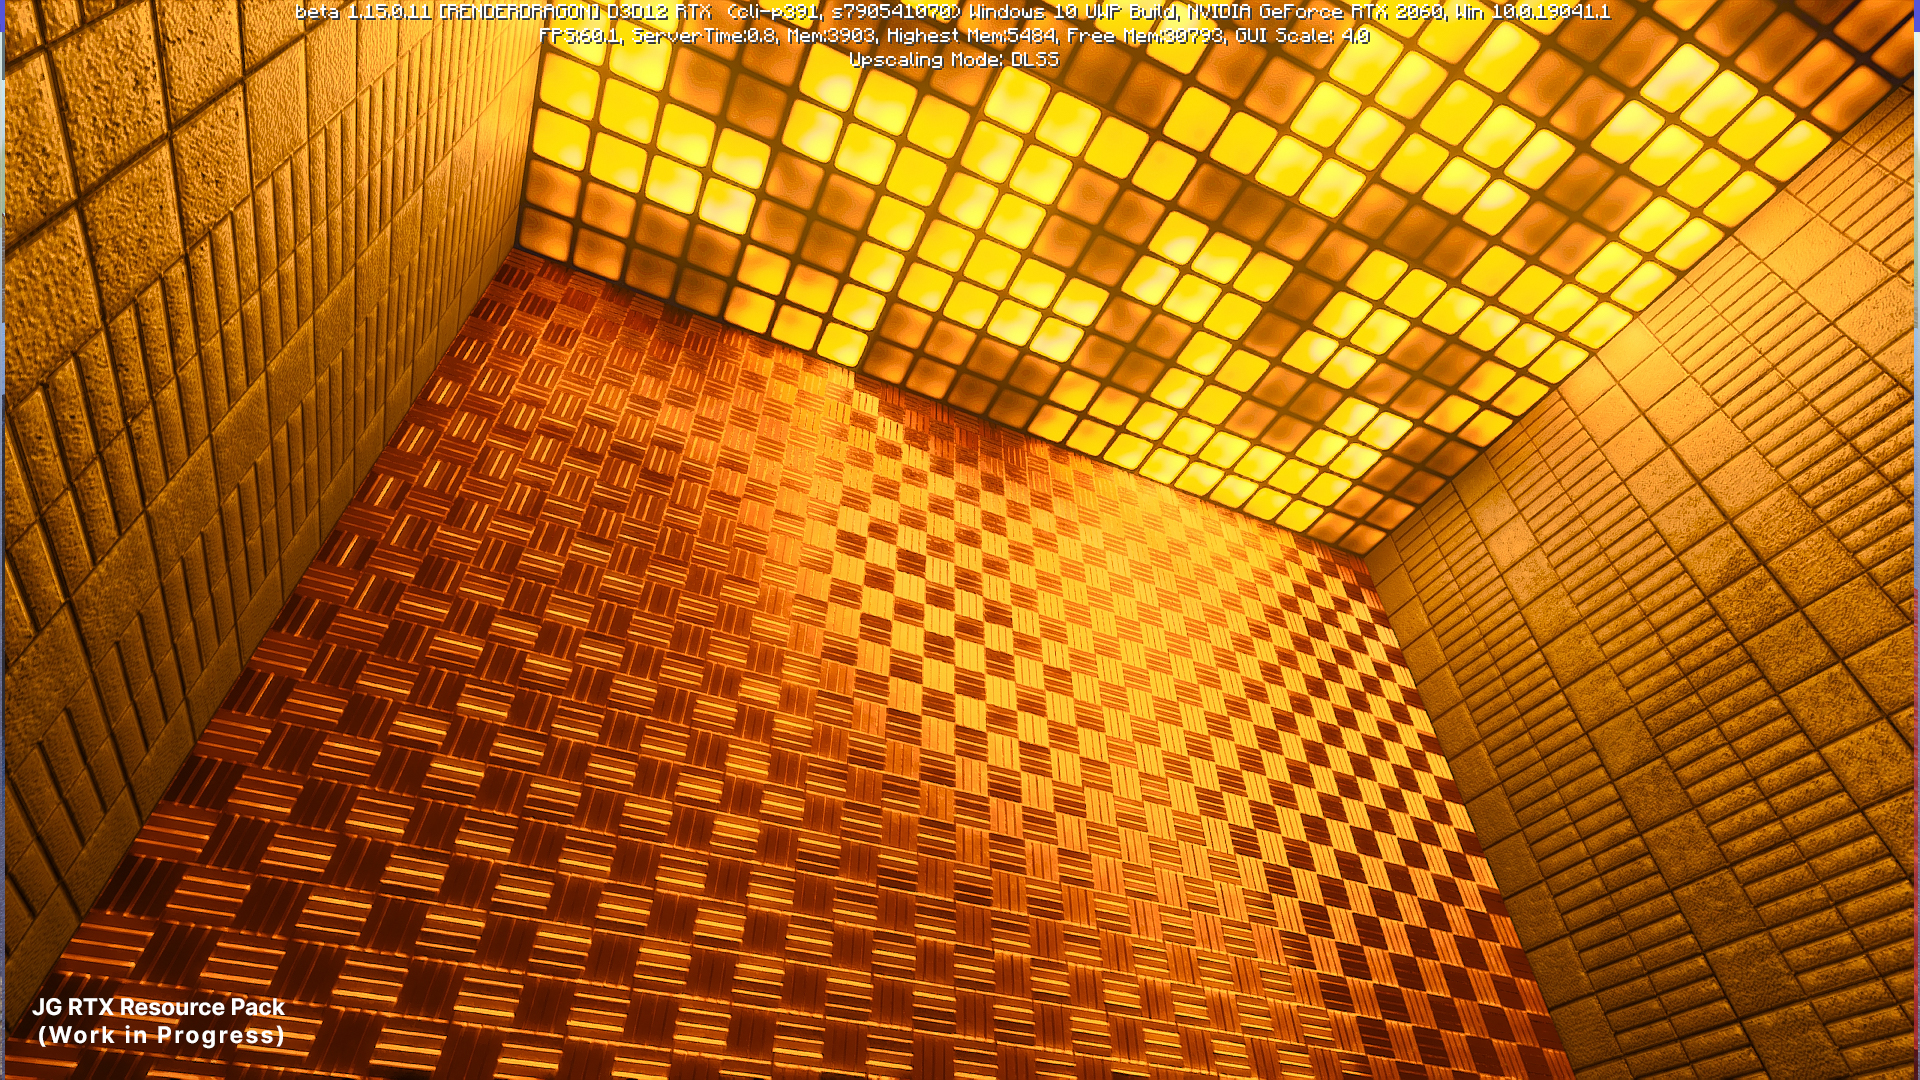 beta 1.15.0.11 [RENDERDRAGON] D3D12 RTX (cli-p391, s790541070) Windows 10 UWP Build, NVIDIA GeForce RTX 2060, Win 10.0.19041.1
FPS:60.1, ServerTime:0.8, Mem:3903, Highest Mem:5484, Free Mem:30793, GUI Scale: 4.0
Upscaling Mode: DLSS
JG RTX Resource Pack
(Work in Progress)